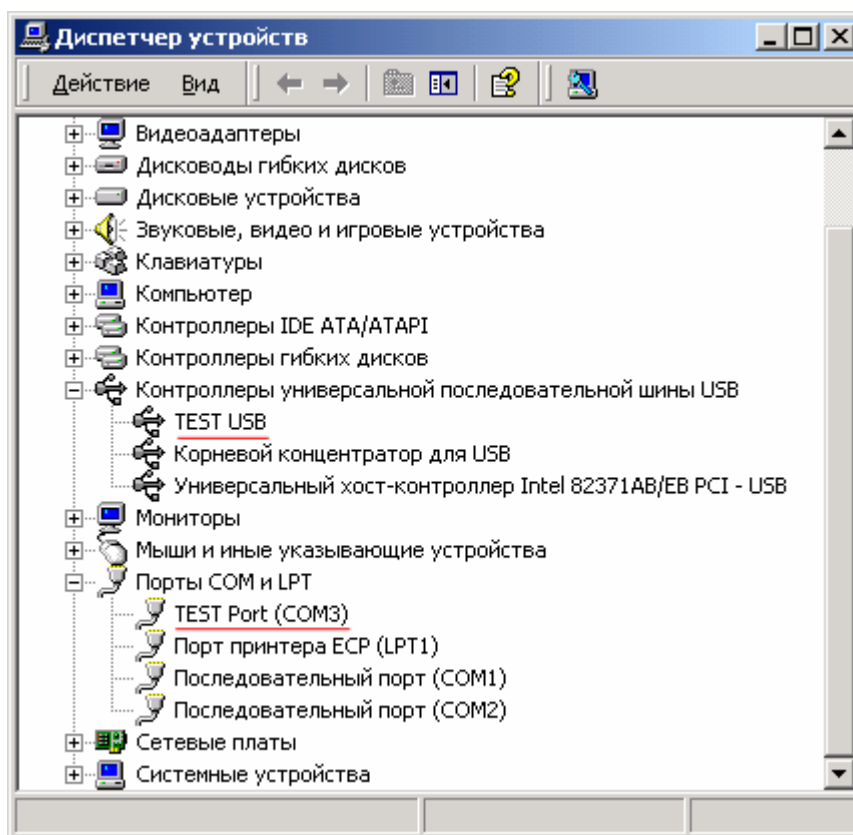 Диспетчер устройств
Действие Вид
Видеоадаптеры
Дисководы гибких дисков
Дисковые устройства
Звуковые, видео и игровые устройства
Клавиатуры
Компьютер
Контроллеры IDE ATA/ATAPI
Контроллеры гибких дисков
Контроллеры универсальной последовательной шины USB
TEST USB
Корневой концентратор для USB
Универсальный хост-контроллер Intel 82371AB/EB PCI - USB
Мониторы
Мыши и иные указывающие устройства
Порты COM и LPT
TEST Port (COM3)
Порт принтера ECP (LPT1)
Последовательный порт (COM1)
Последовательный порт (COM2)
Сетевые платы
Системные устройства